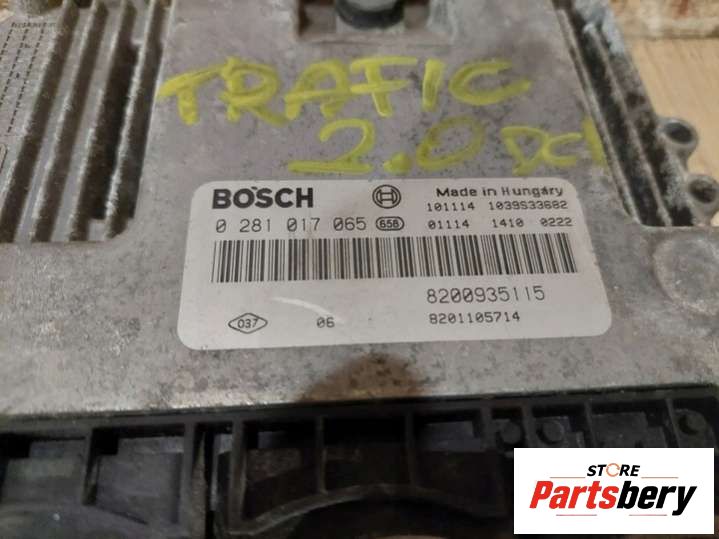 TRAFIC
2.0 DCI
BOSCH Made in Hungary
101114 1039S33682
0 281 017 065 656 01114 1410 0222
8200935115
037 06 8201105714
STORE
Partsbery